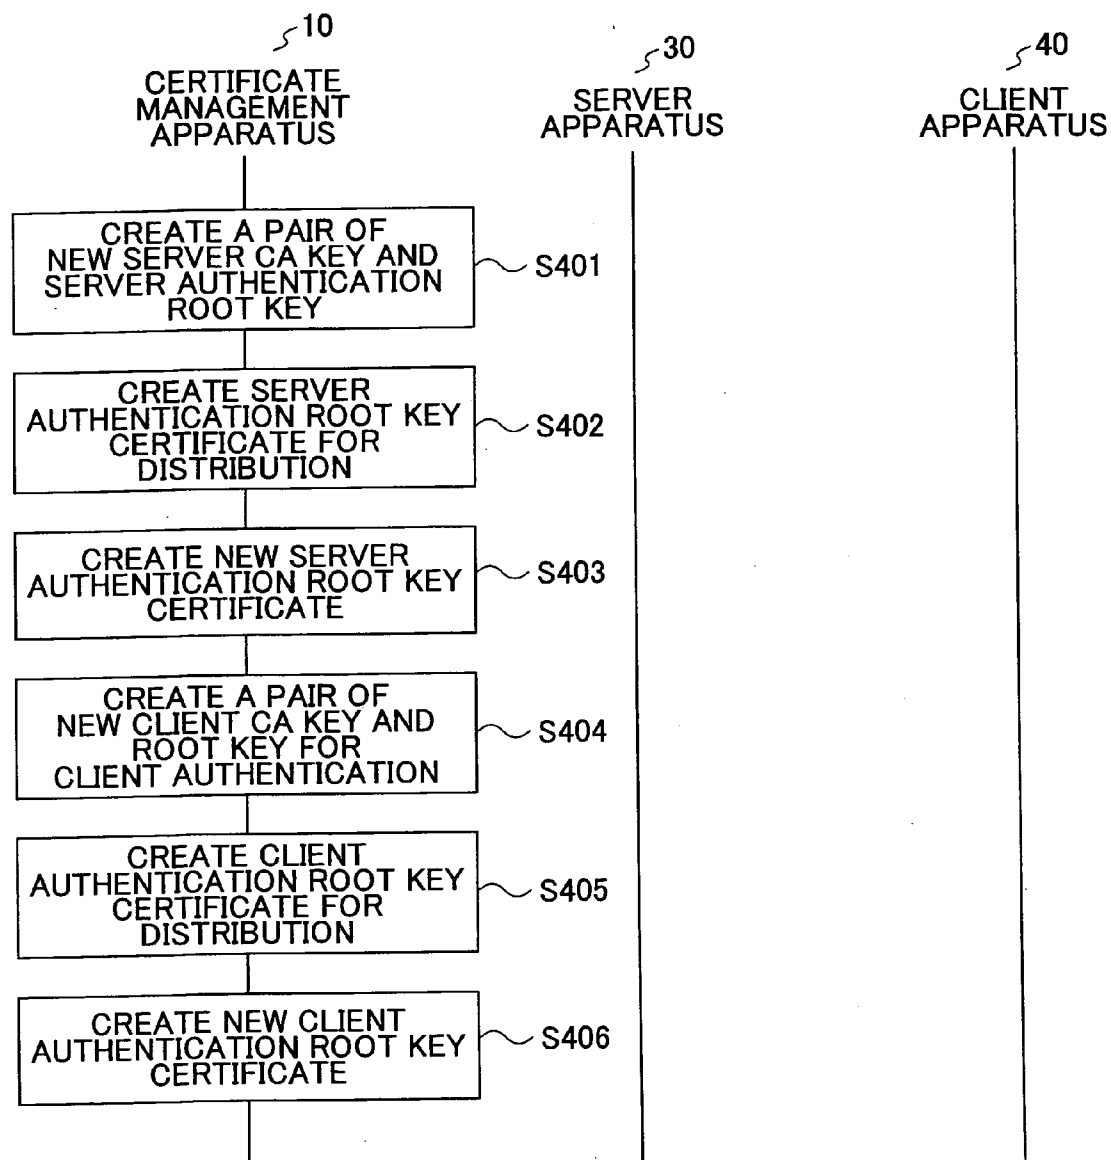 10
CERTIFICATE
MANAGEMENT
APPARATUS
30
SERVER
APPARATUS
40
CLIENT
APPARATUS
CREATE A PAIR OF
NEW SERVER CA KEY AND
SERVER AUTHENTICATION
ROOT KEY
S401
CREATE SERVER
AUTHENTICATION ROOT KEY
CERTIFICATE FOR
DISTRIBUTION
S402
CREATE NEW SERVER
AUTHENTICATION ROOT KEY
CERTIFICATE
S403
CREATE A PAIR OF
NEW CLIENT CA KEY AND
ROOT KEY FOR
CLIENT AUTHENTICATION
S404
CREATE CLIENT
AUTHENTICATION ROOT KEY
CERTIFICATE FOR
DISTRIBUTION
S405
CREATE NEW CLIENT
AUTHENTICATION ROOT KEY
CERTIFICATE
S406